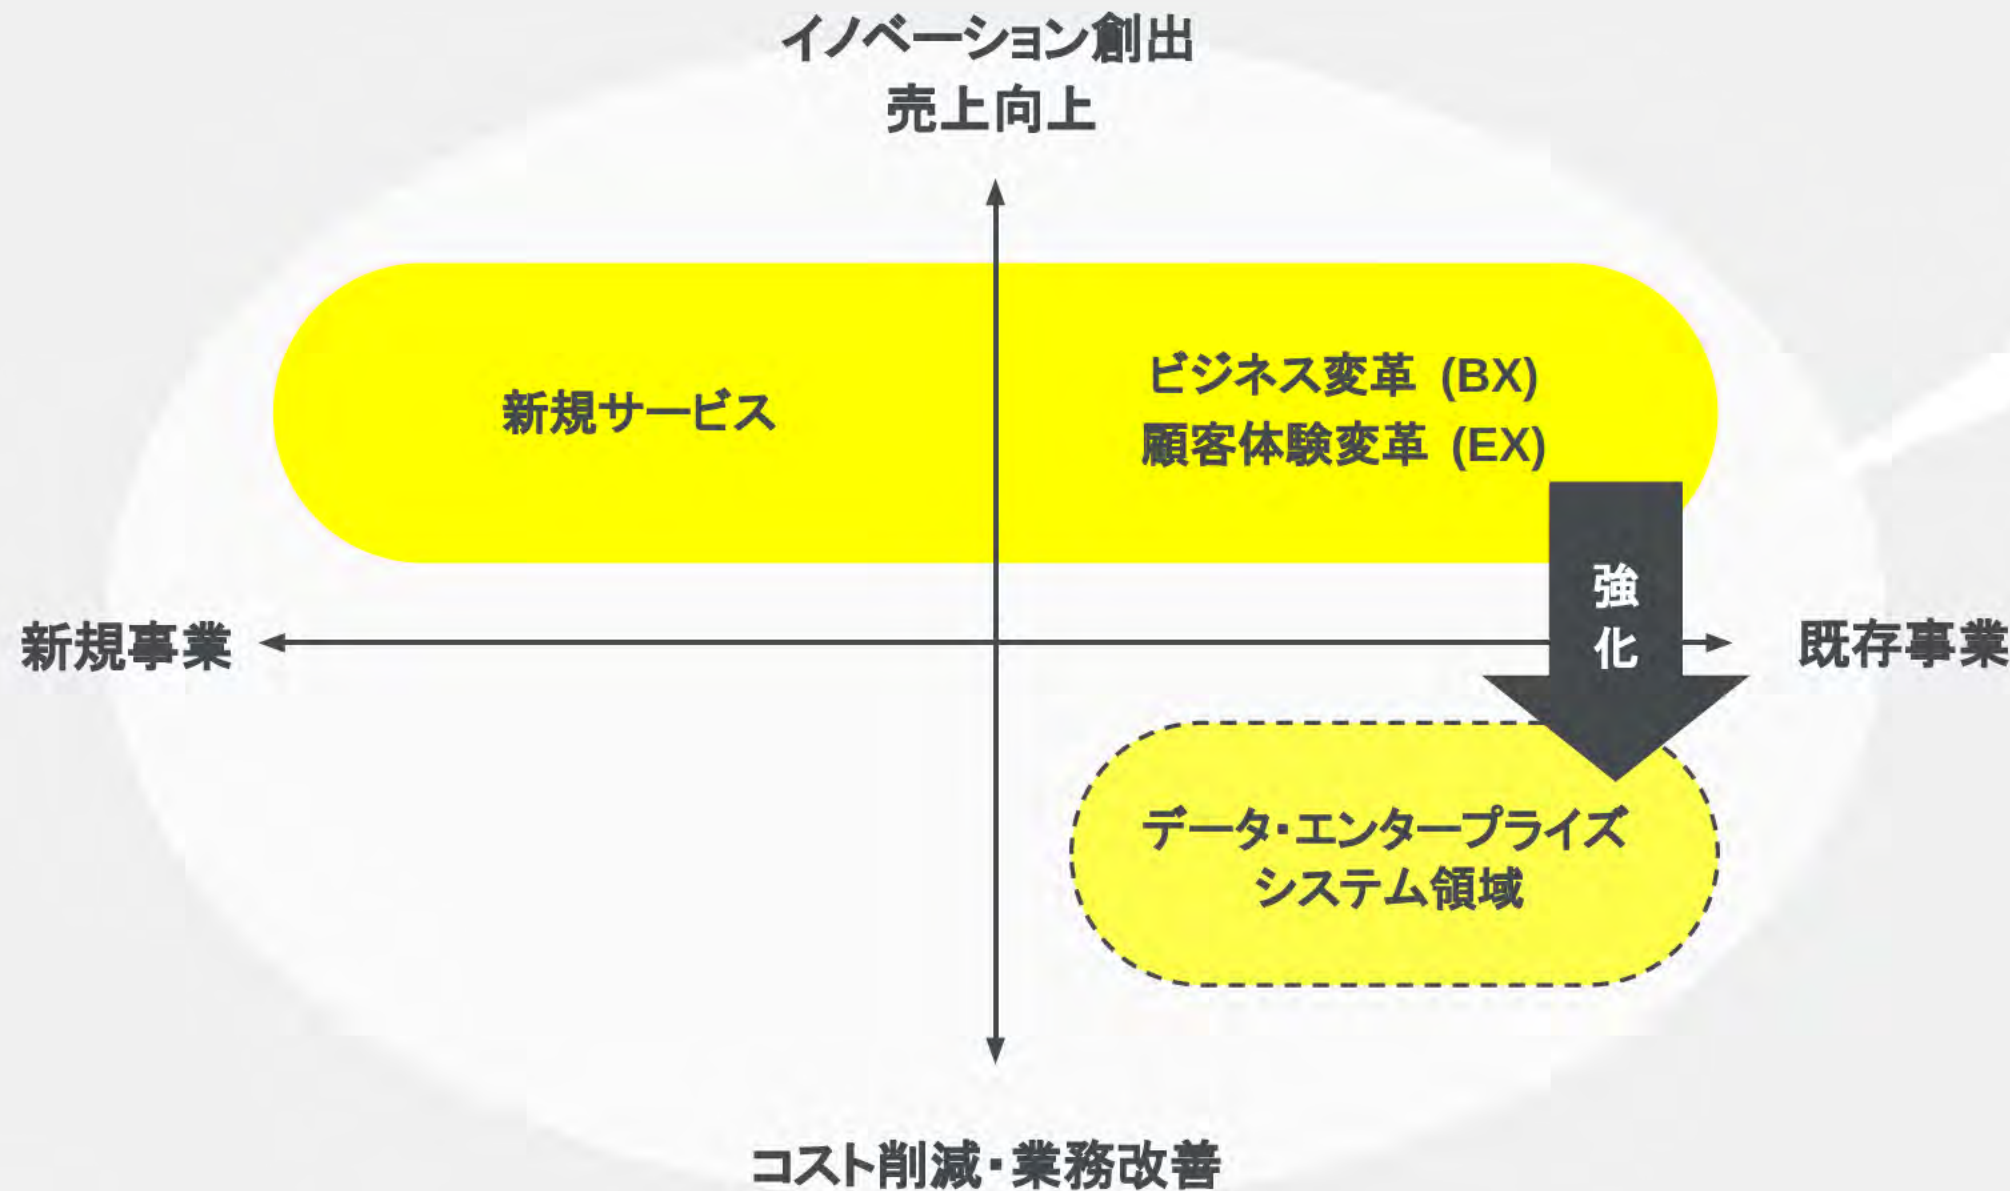 イノベーション創出
売上向上
新規サービス
ビジネス変革 (BX)
顧客体験変革 (EX)
強
化
新規事業
既存事業
データ・エンタープライズ
システム領域
コスト削減・業務改善